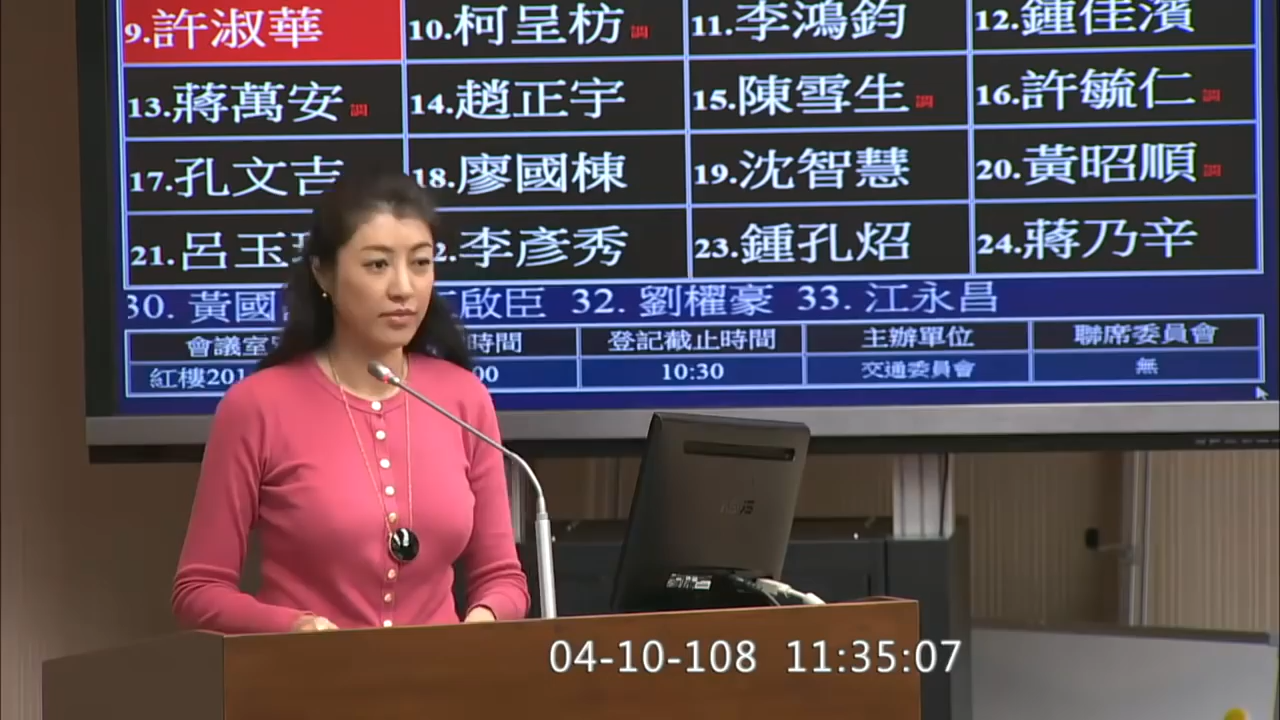 9.許淑華 10.柯呈枋 調 11.李鴻鈞 12.鍾佳濱
13.蔣萬安 調 14.趙正宇 15.陳雪生 調 16.許毓仁 調
17.孔文吉 18.廖國棟 19.沈智慧 20.黃昭順 調
21.呂玉 2.李彥秀 23.鍾孔炤 24.蔣乃辛
30. 黃國 啟臣 32. 劉櫂豪 33. 江永昌
會議室 時間 登記截止時間 主辦單位 聯席委員會
紅樓201 00 10:30 交通委員會 無
04-10-108 11:35:07